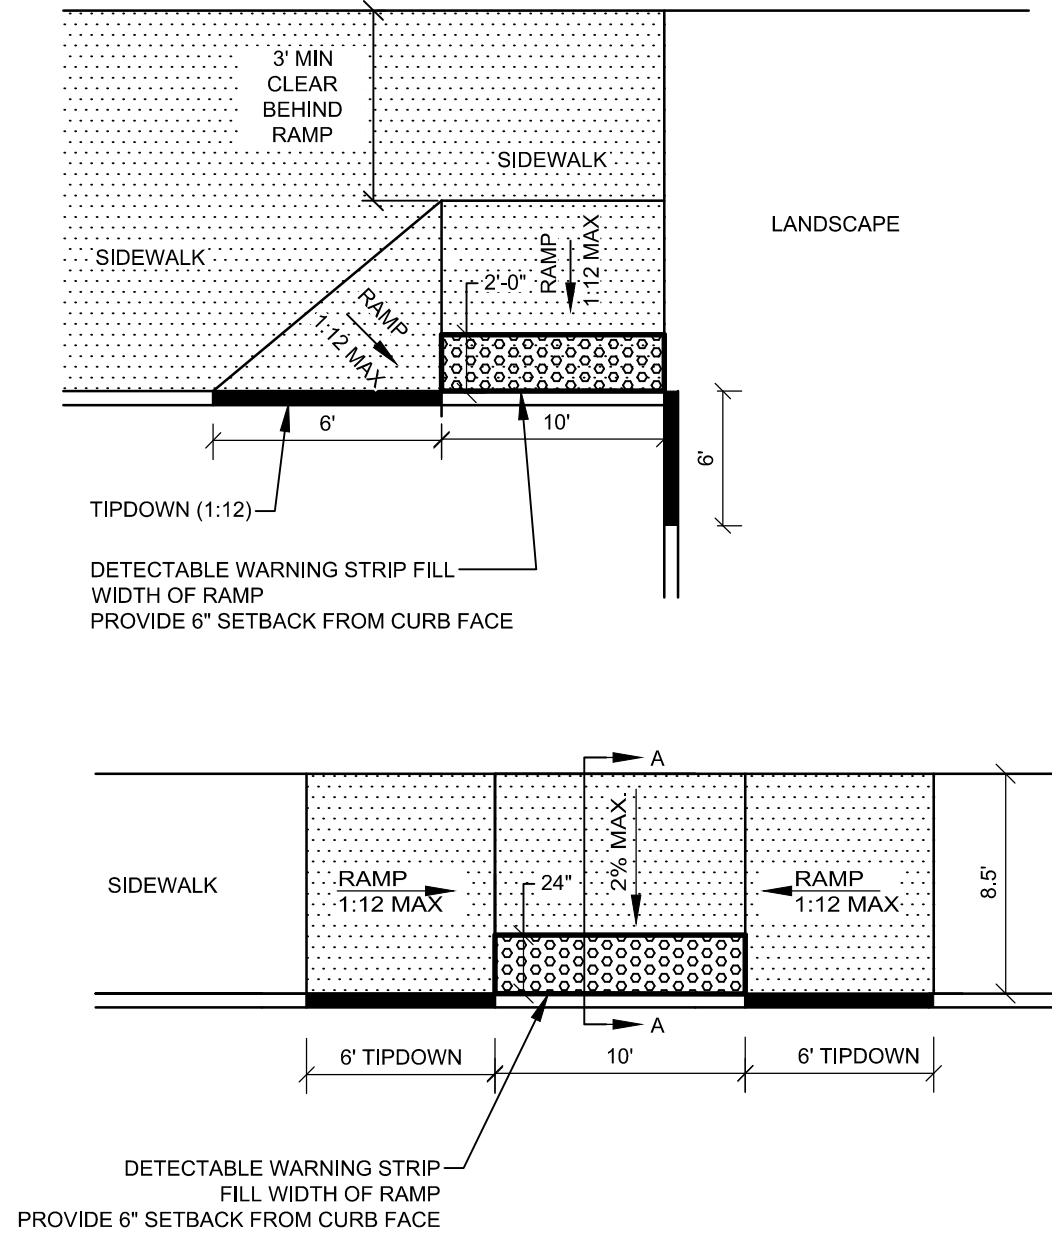 3' MIN
CLEAR
BEHIND
RAMP
SIDEWALK
LANDSCAPE
SIDEWALK
RAMP
1:12 MAX
2'-0"
RAMP
1:12 MAX
6'
10'
6'
TIPDOWN (1:12)
DETECTABLE WARNING STRIP FILL
WIDTH OF RAMP
PROVIDE 6" SETBACK FROM CURB FACE
A
2% MAX.
SIDEWALK
RAMP
1:12 MAX
24"
RAMP
1:12 MAX
8.5'
A
6' TIPDOWN
10'
6' TIPDOWN
DETECTABLE WARNING STRIP
FILL WIDTH OF RAMP
PROVIDE 6" SETBACK FROM CURB FACE